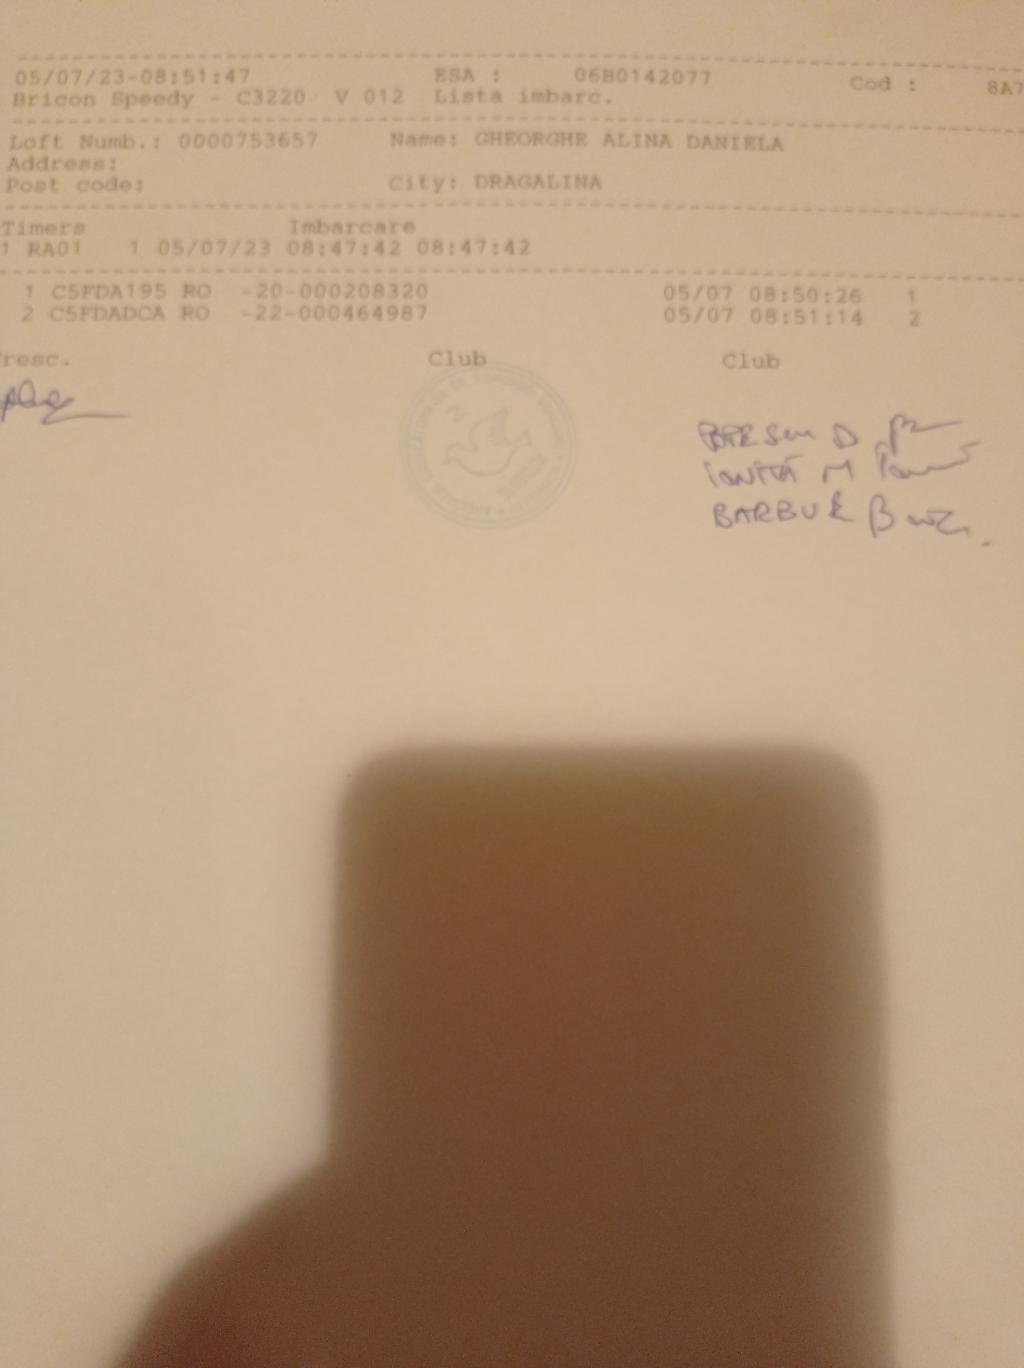 05/07/23-08:51:47 ESA : 06B0142077 Cod : 8A7
Bricon Speedy - C3220 V 012 Lista imbarc.
Loft Numb.: 0000753657 Name: GHEORGHE ALINA DANIELA
Address:
Post code: City: DRAGALINA
Timers Imbarcare
1 RA01 1 05/07/23 08:47:42 08:47:42
1 C5FDA195 RO -20-000208320 05/07 08:50:26 1
2 C5FDADCA RO -22-000464987 05/07 08:51:14 2
resc. Club Club
2
IONIȚĂ M
BARBU E